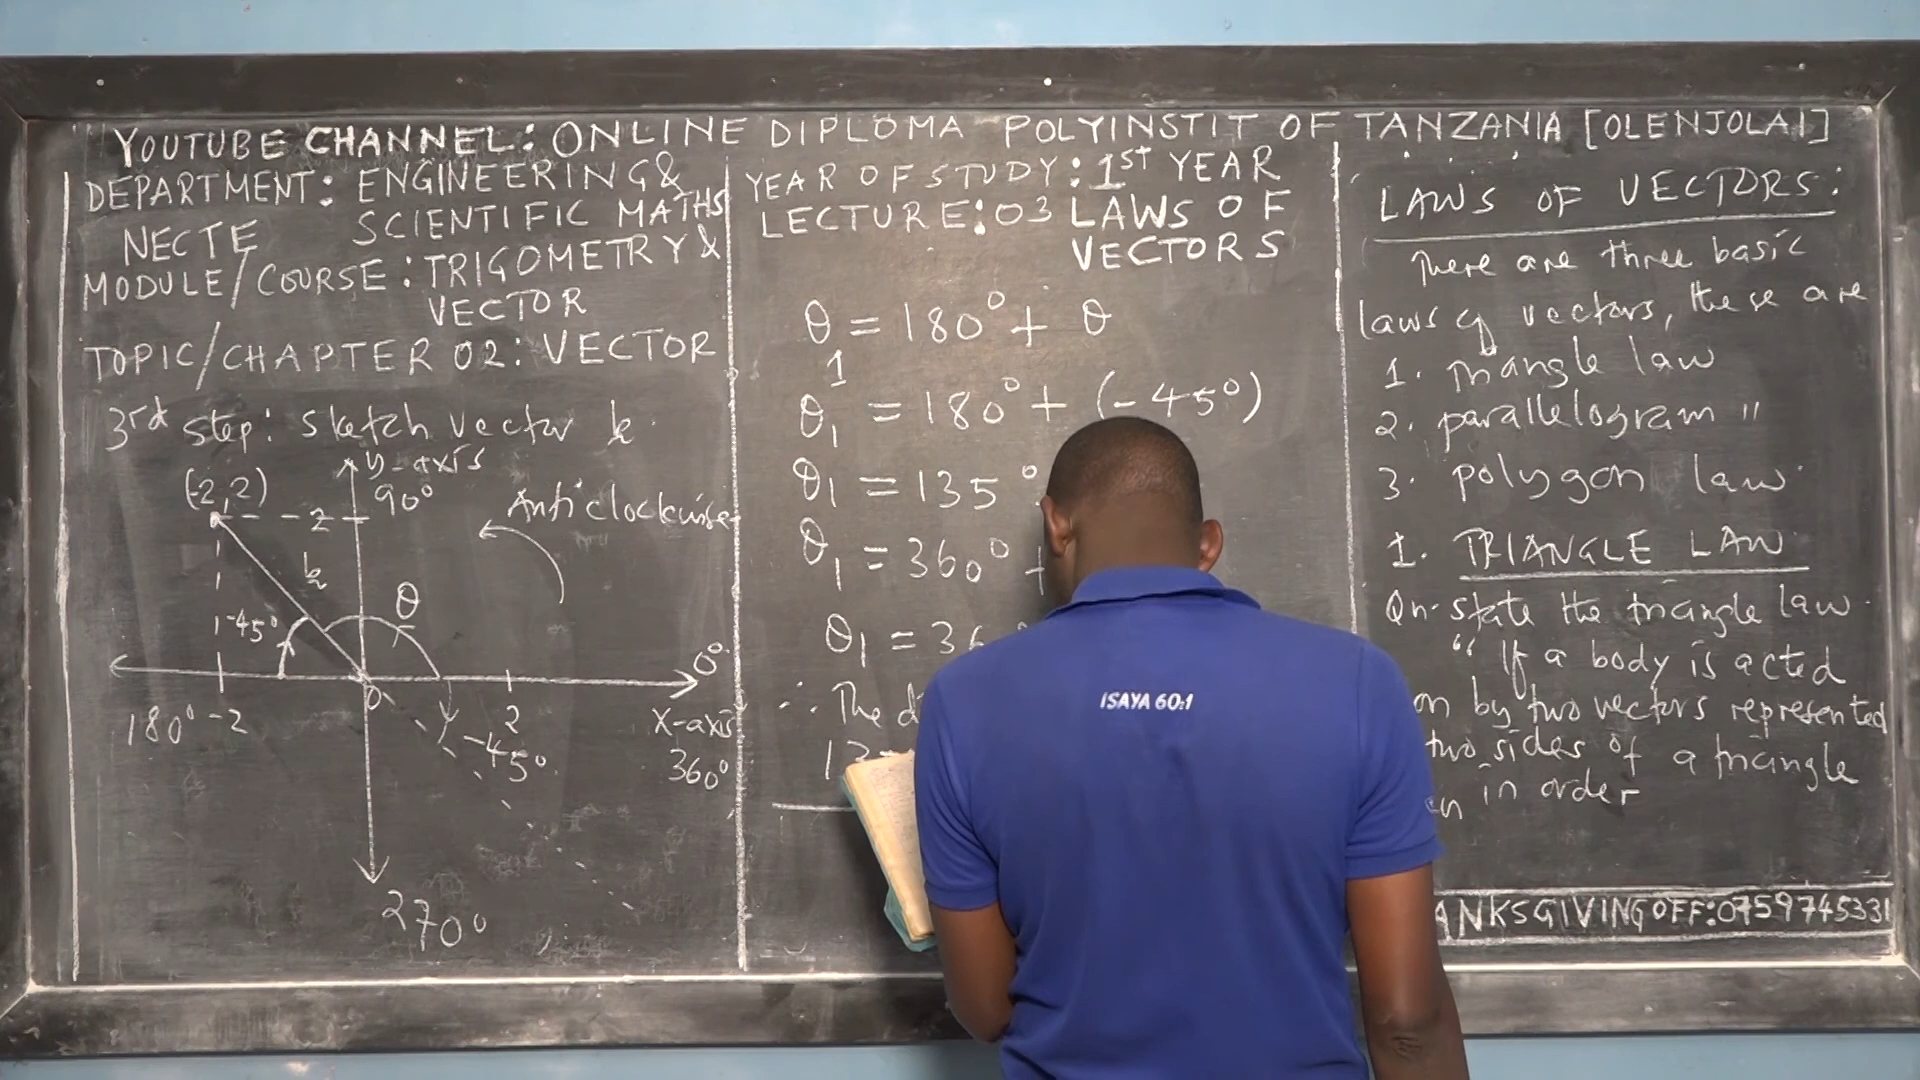 YOUTUBE CHANNEL: ONLINE DIPLOMA POLYINSTIT OF TANZANIA [OLENJOLAI]
DEPARTMENT: ENGINEERING &
SCIENTIFIC MATHS
NECTE
MODULE/COURSE: TRIGOMETRY &
VECTOR
TOPIC/CHAPTER 02: VECTOR
3rd step: sketch vector k.
y-axis
90°
(-2,2)
2
Anticlockwise
k
θ
-45°
0°
0
180°
-2
2
X-axis
-45°
360°
270°
YEAR OF STUDY: 1ST YEAR
LECTURE: 03 LAWS OF
VECTORS
θ1 = 180° + θ
θ1 = 180° + (-45°)
θ1 = 135°
θ1 = 360° +
θ1 = 36
∴ The
LAWS OF VECTORS:
There are three basic
laws of vectors, these are
1. Triangle law
2. parallelogram "
3. polygon law.
1. TRIANGLE LAW
Qn. state the triangle law.
"If a body is acted
on by two vectors represented
two sides of a triangle
in order
ANKSGIVING OFF: 0759745331
ISAYA 60:1